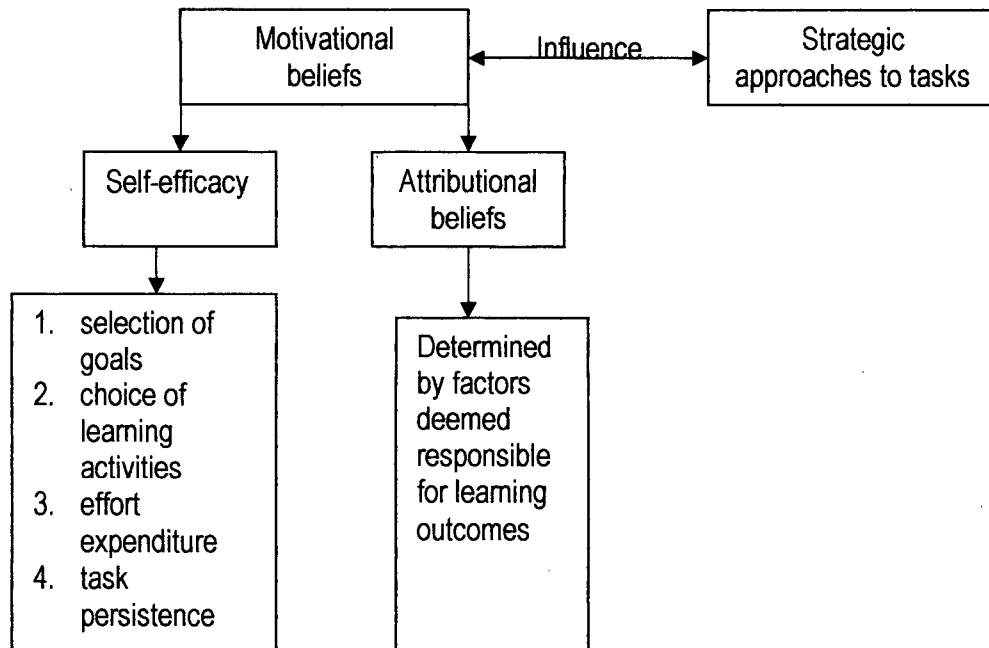 Motivational
beliefs
Influence
Strategic
approaches to tasks
Self-efficacy
Attributional
beliefs
1. selection of
goals
2. choice of
learning
activities
3. effort
expenditure
4. task
persistence
Determined
by factors
deemed
responsible
for learning
outcomes